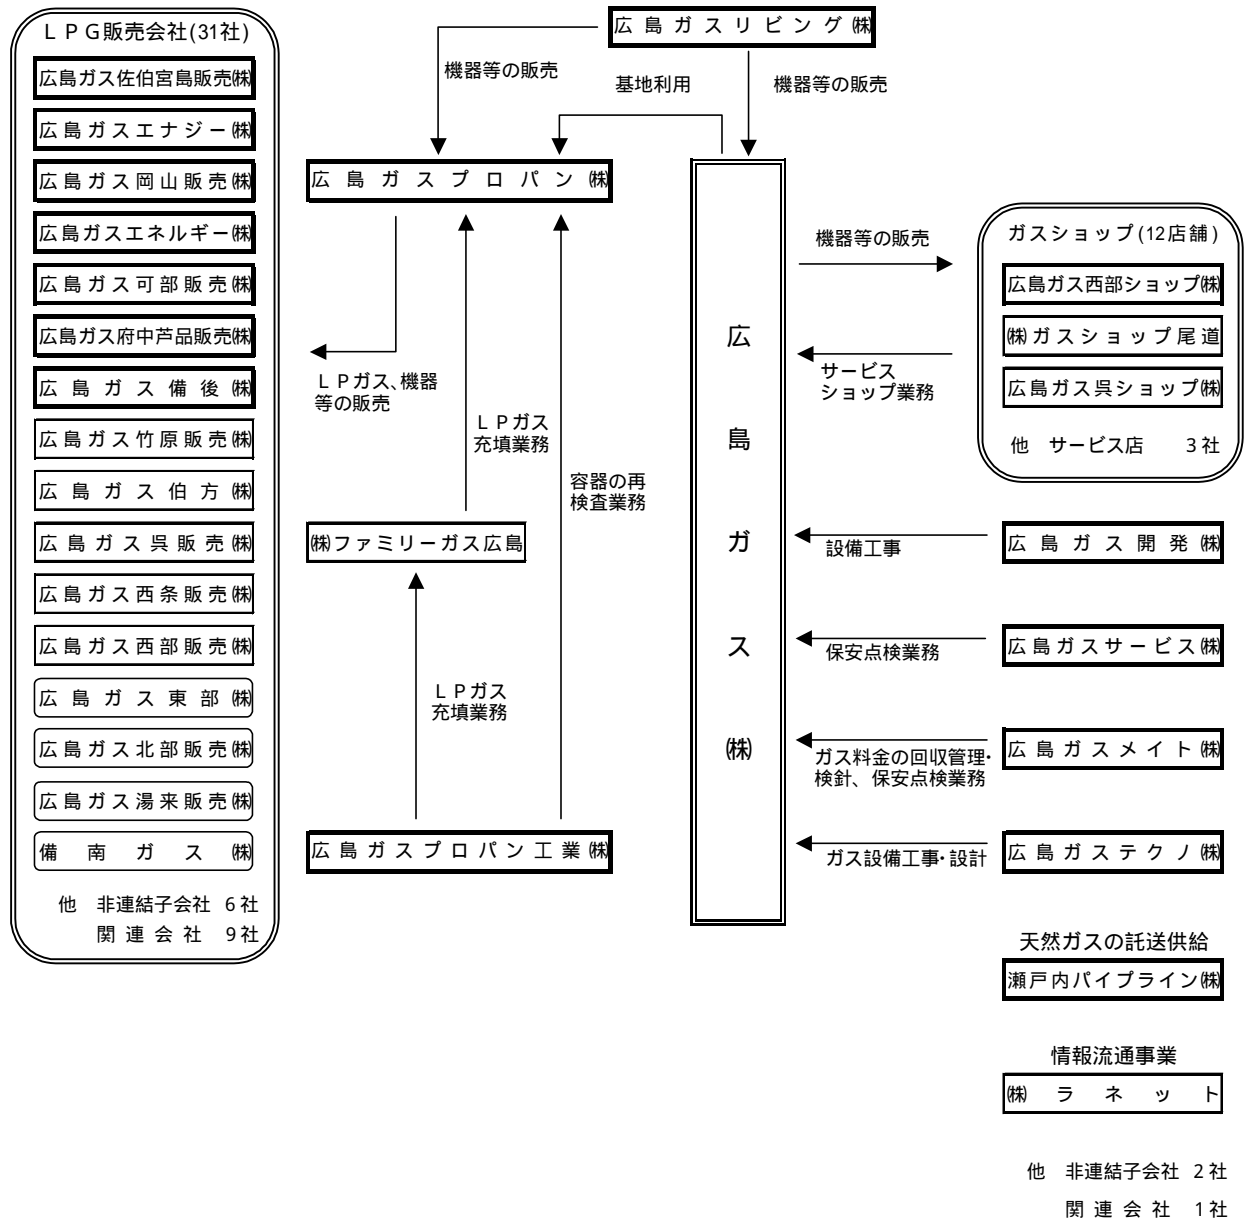 ＬＰＧ販売会社(31社)
広島ガス佐伯宮島販売㈱
広島ガスエナジー㈱
広島ガス岡山販売㈱
広島ガスエネルギー㈱
広島ガス可部販売㈱
広島ガス府中芦品販売㈱
広島ガス備後㈱
広島ガス竹原販売㈱
広島ガス伯方㈱
広島ガス呉販売㈱
広島ガス西条販売㈱
広島ガス西部販売㈱
広島ガス東部㈱
広島ガス北部販売㈱
広島ガス湯来販売㈱
備南ガス㈱
他　非連結子会社 6社
関連会社 9社
広島ガスリビング㈱
機器等の販売
基地利用
機器等の販売
広島ガスプロパン㈱
ＬＰガス、機器
等の販売
ＬＰガス
充填業務
容器の再
検査業務
㈱ファミリーガス広島
ＬＰガス
充填業務
広島ガスプロパン工業㈱
広島ガス㈱
機器等の販売
サービス
ショップ業務
設備工事
保安点検業務
ガス料金の回収管理・
検針、保安点検業務
ガス設備工事・設計
ガスショップ(12店舗)
広島ガス西部ショップ㈱
㈱ガスショップ尾道
広島ガス呉ショップ㈱
他　サービス店　3社
広島ガス開発㈱
広島ガスサービス㈱
広島ガスメイト㈱
広島ガステクノ㈱
天然ガスの託送供給
瀬戸内パイプライン㈱
情報流通事業
㈱ラネット
他　非連結子会社 2社
関連会社 1社